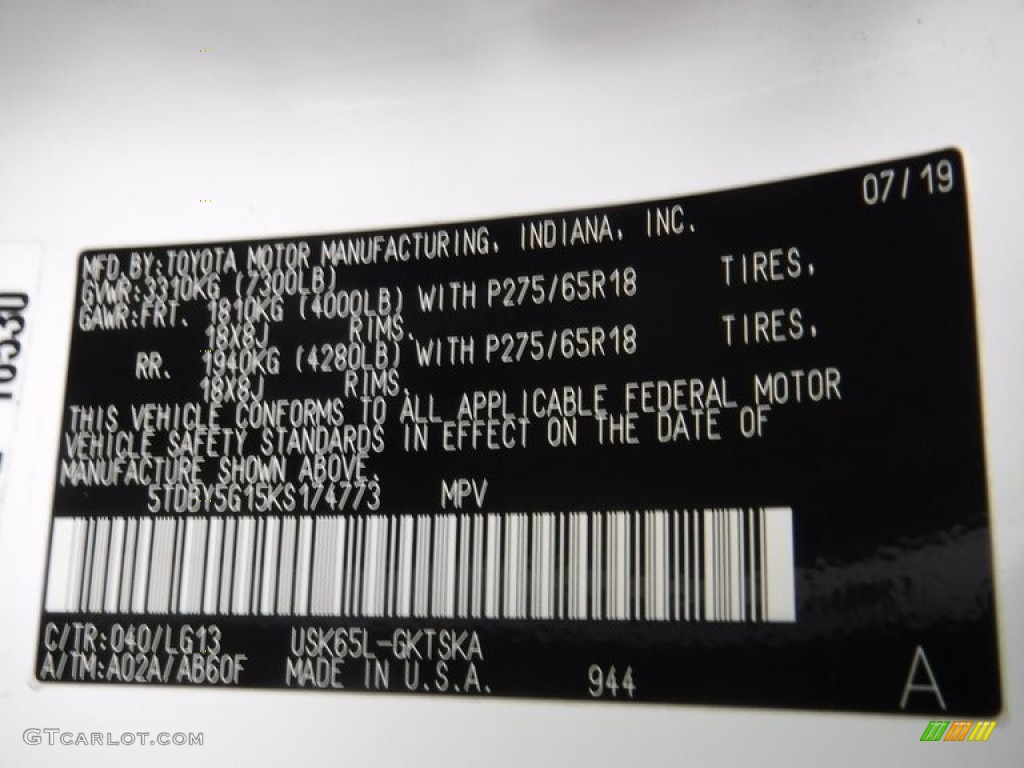 07/19
MFD.BY:TOYOTA MOTOR MANUFACTURING, INDIANA, INC.
GVWR:3310KG (7300LB)
GAWR:FRT. 1810KG (4000LB) WITH P275/65R18 TIRES,
18X8J RIMS.
RR. 1940KG (4280LB) WITH P275/65R18 TIRES,
18X8J RIMS.
THIS VEHICLE CONFORMS TO ALL APPLICABLE FEDERAL MOTOR
VEHICLE SAFETY STANDARDS IN EFFECT ON THE DATE OF
MANUFACTURE SHOWN ABOVE.
5TDBY5G15KS174773 MPV
C/TR:040/LG13 USK65L-GKTSKA
A/TM:A02A/AB60F MADE IN U.S.A. 944 A
GTCARLOT.COM